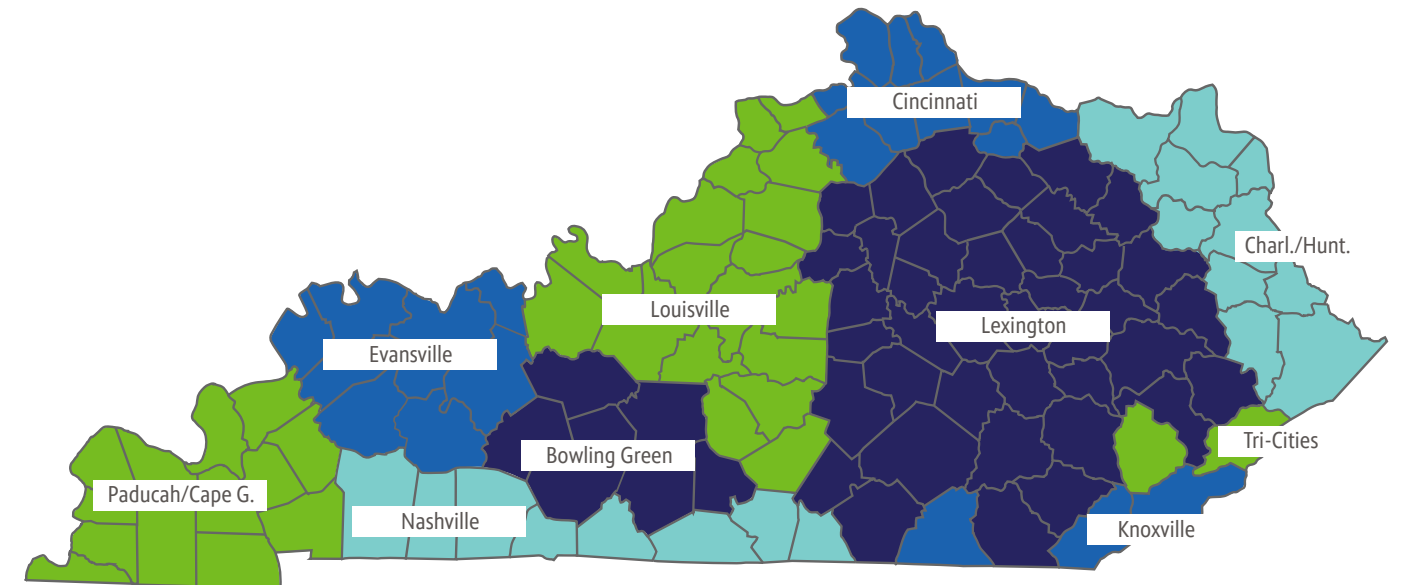 Cincinnati
Charl./Hunt.
Louisville
Lexington
Evansville
Tri-Cities
Bowling Green
Paducah/Cape G.
Nashville
Knoxville